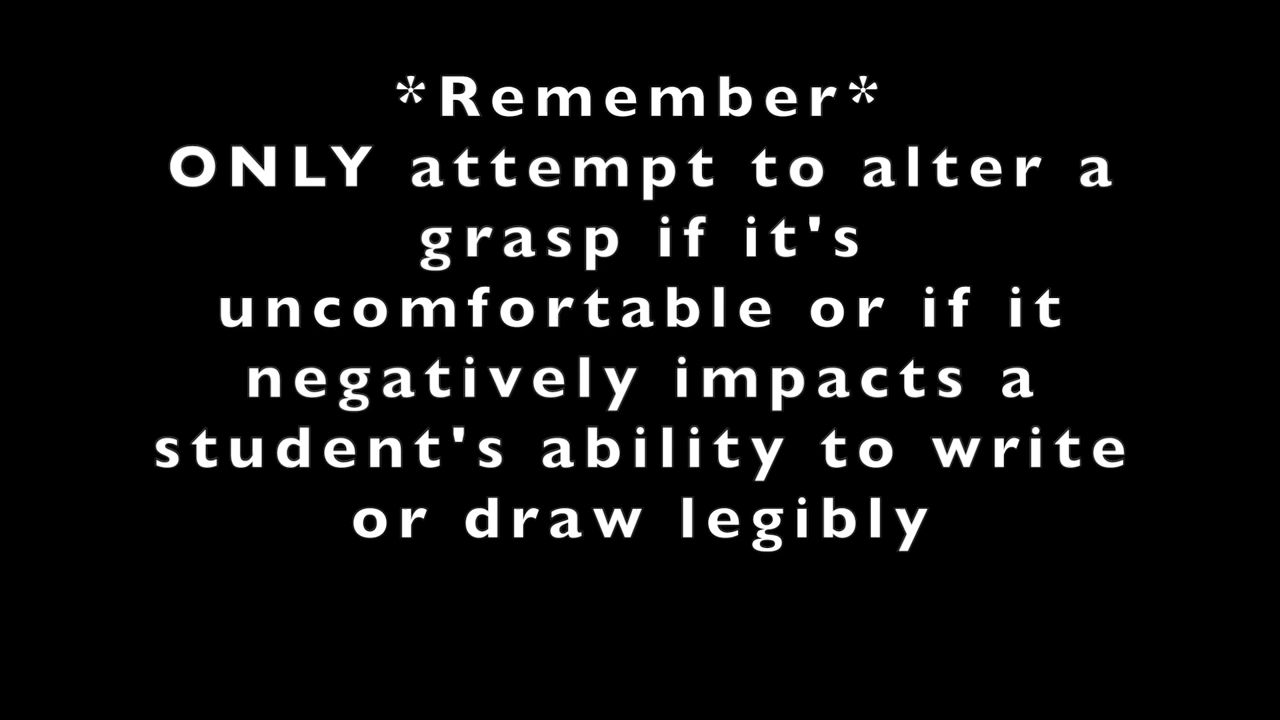 *Remember*
ONLY attempt to alter a
grasp if it's
uncomfortable or if it
negatively impacts a
student's ability to write
or draw legibly